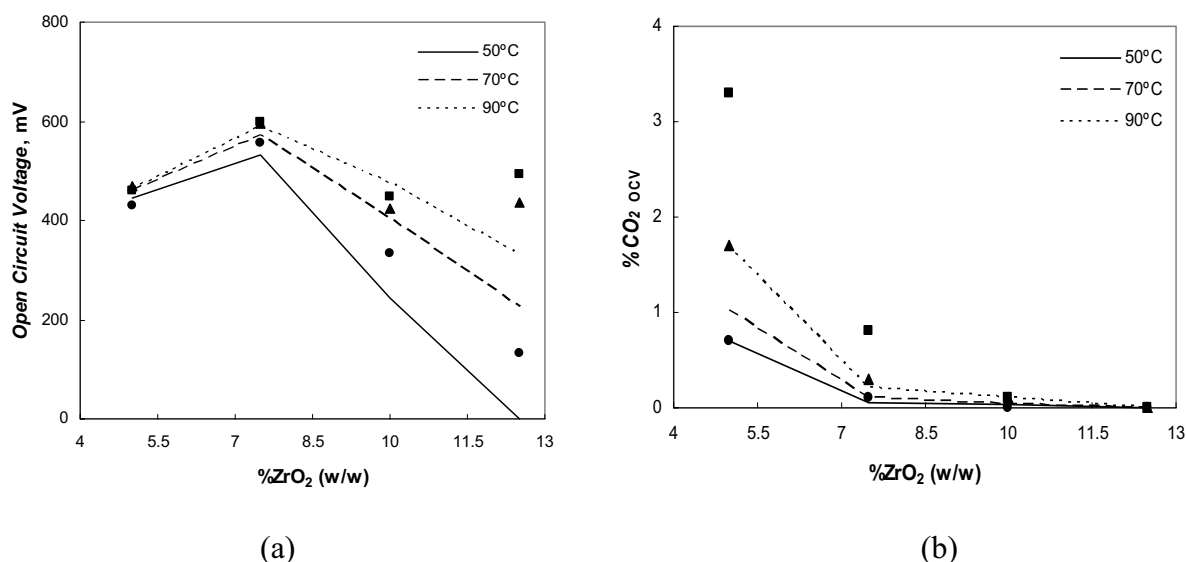 800
600
400
200
0
Open Circuit Voltage, mV
50ºC
70ºC
90ºC
4 5.5 7 8.5 10 11.5 13
%ZrO₂ (w/w)
(a)
4
3
2
1
0
%CO₂ ocv
50ºC
70ºC
90ºC
4 5.5 7 8.5 10 11.5 13
%ZrO₂ (w/w)
(b)